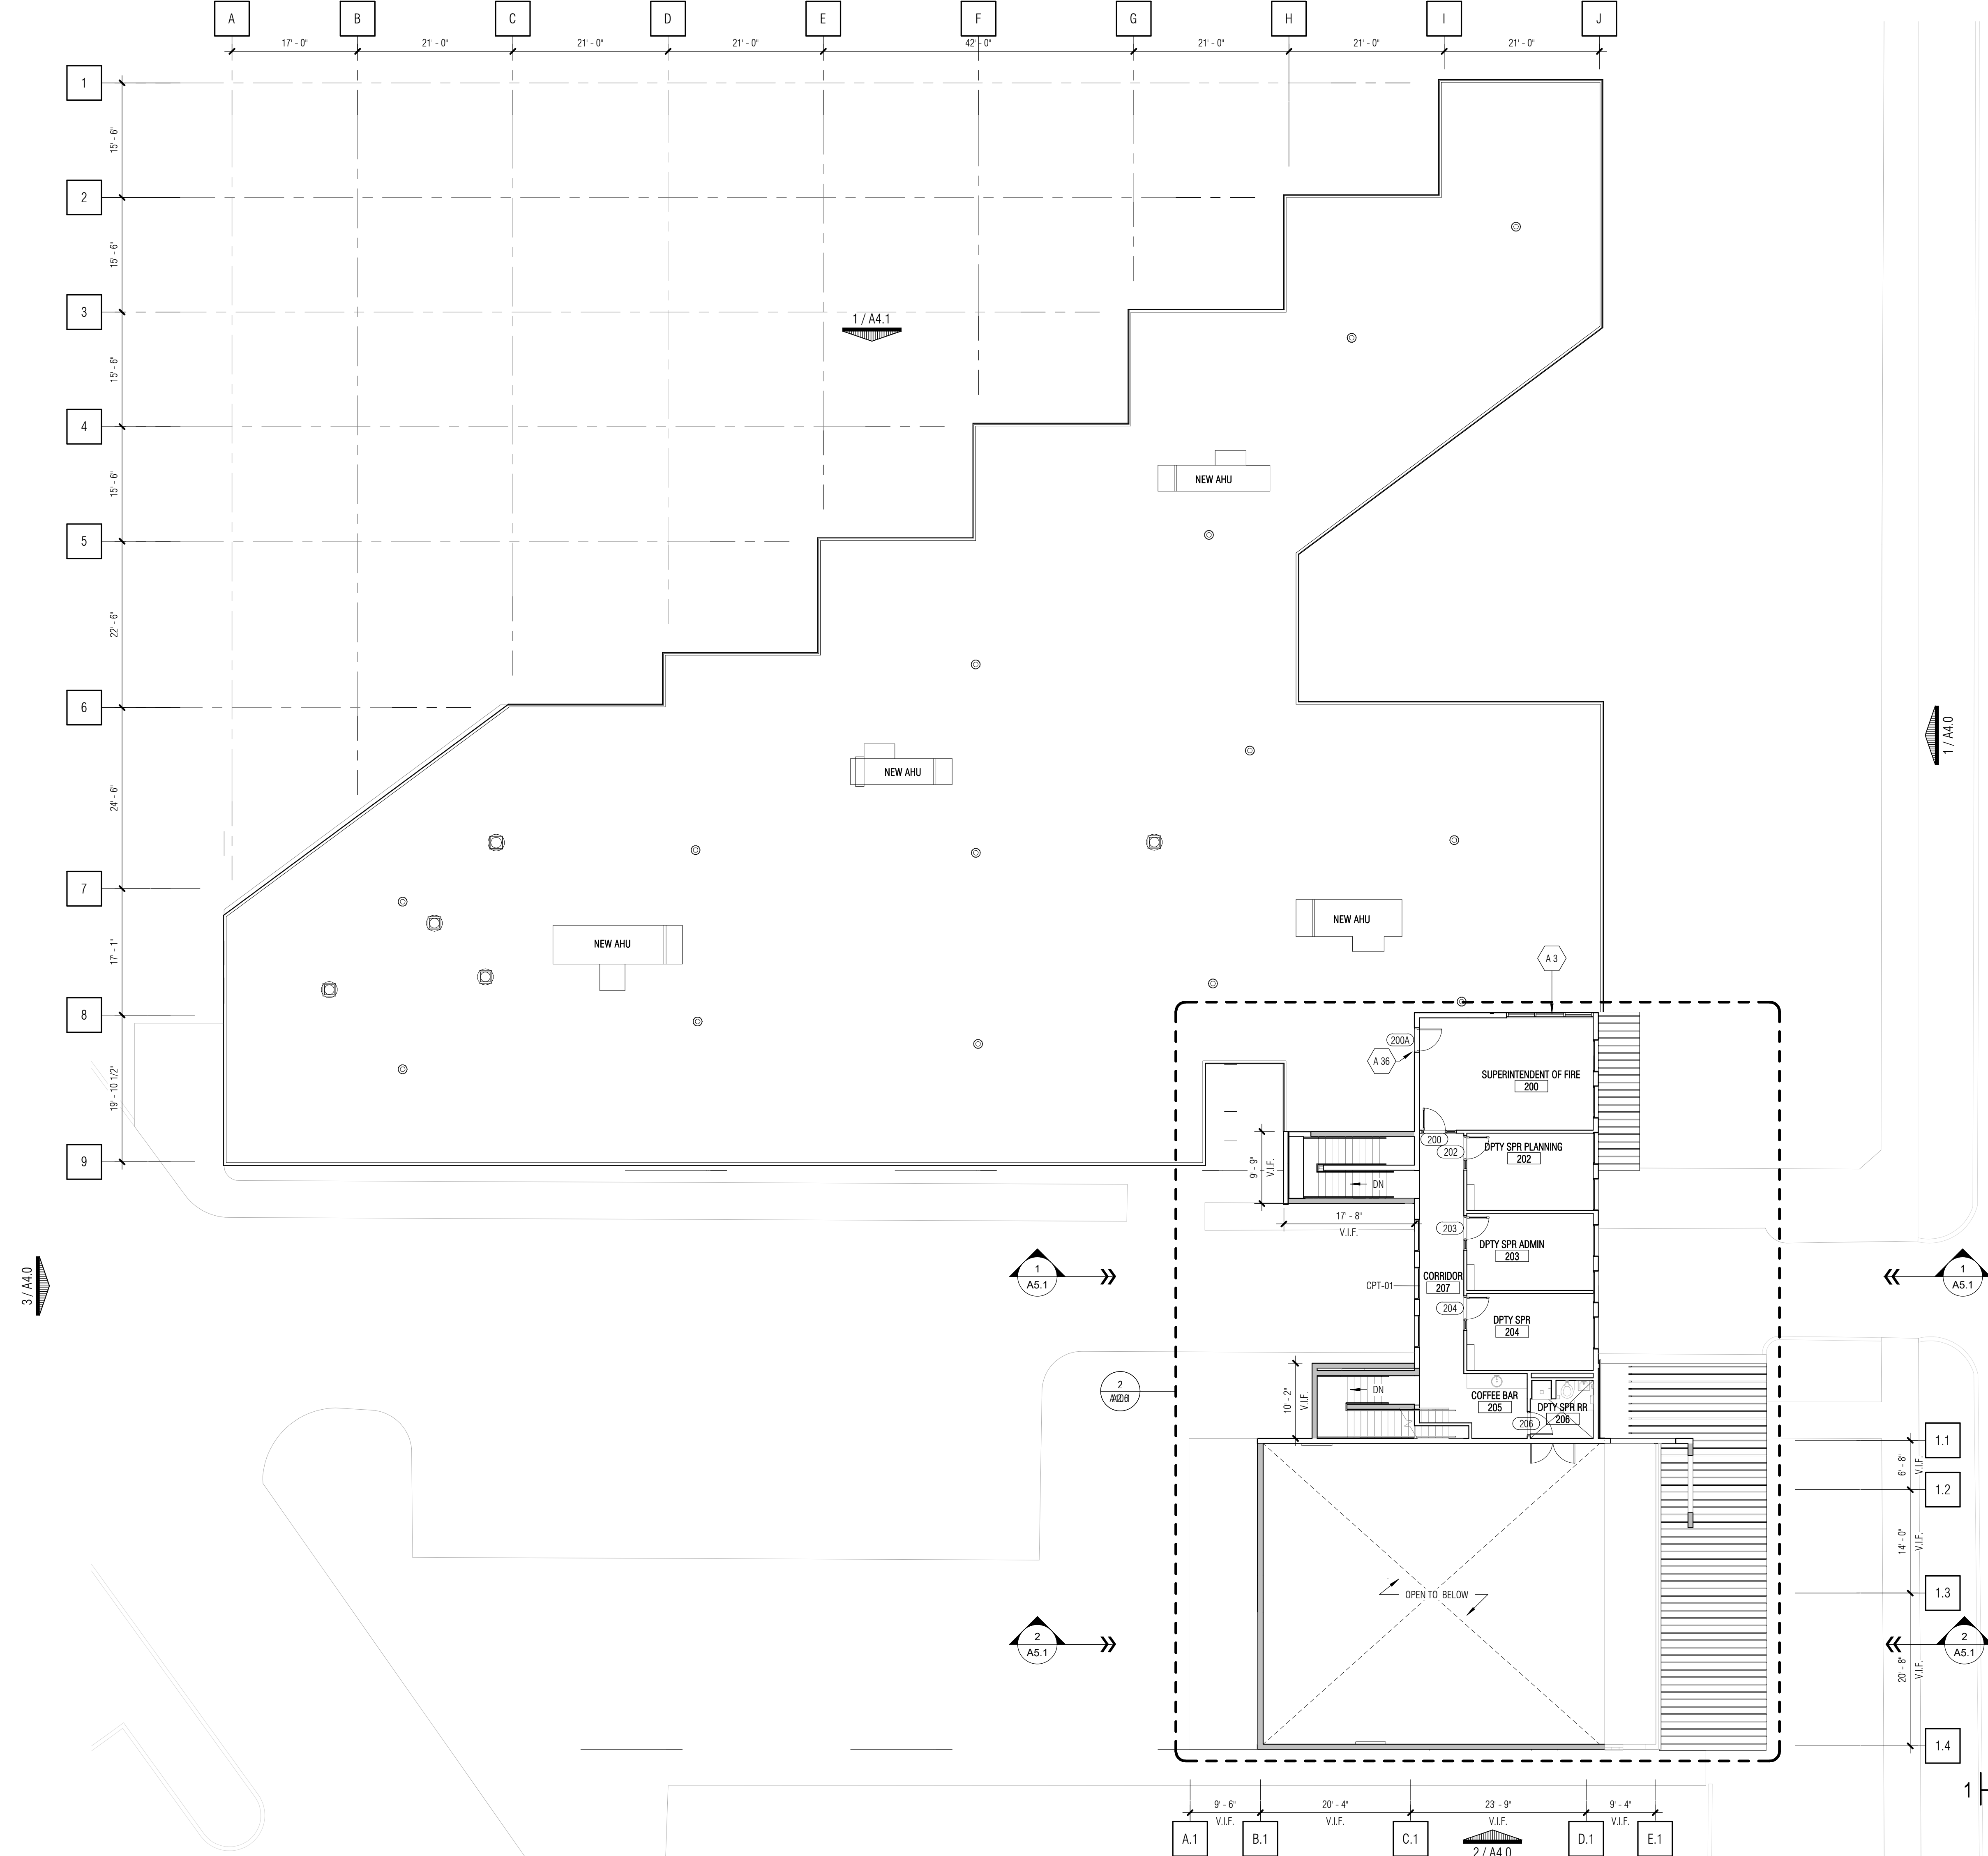 A
B
C
D
E
F
G
H
I
J
17' - 0"
21' - 0"
21' - 0"
21' - 0"
42' - 0"
21' - 0"
21' - 0"
21' - 0"
1
15' - 6"
2
15' - 6"
3
1 / A4.1
15' - 6"
4
15' - 6"
NEW AHU
5
22' - 6"
6
1 / A4.0
NEW AHU
24' - 6"
7
NEW AHU
NEW AHU
17' - 1"
A 3
8
200A
A 36
SUPERINTENDENT OF FIRE
200
19' - 10 1/2"
9
200
202
DPTY SPR PLANNING
202
9' - 9"
V.I.F.
DN
17' - 8"
V.I.F.
203
DPTY SPR ADMIN
203
3 / A4.0
1
A5.1
1
A5.1
CORRIDOR
207
CPT-01
204
DPTY SPR
204
2
10' - 2"
V.I.F.
DN
COFFEE BAR
205
DPTY SPR RR
206
206
1.1
6' - 8"
V.I.F.
1.2
14' - 0"
V.I.F.
OPEN TO BELOW
1.3
2
A5.1
2
A5.1
20' - 8"
V.I.F.
1.4
1
9' - 6"
V.I.F.
20' - 4"
V.I.F.
23' - 9"
V.I.F.
9' - 4"
V.I.F.
A.1
B.1
C.1
D.1
E.1
2 / A4.0